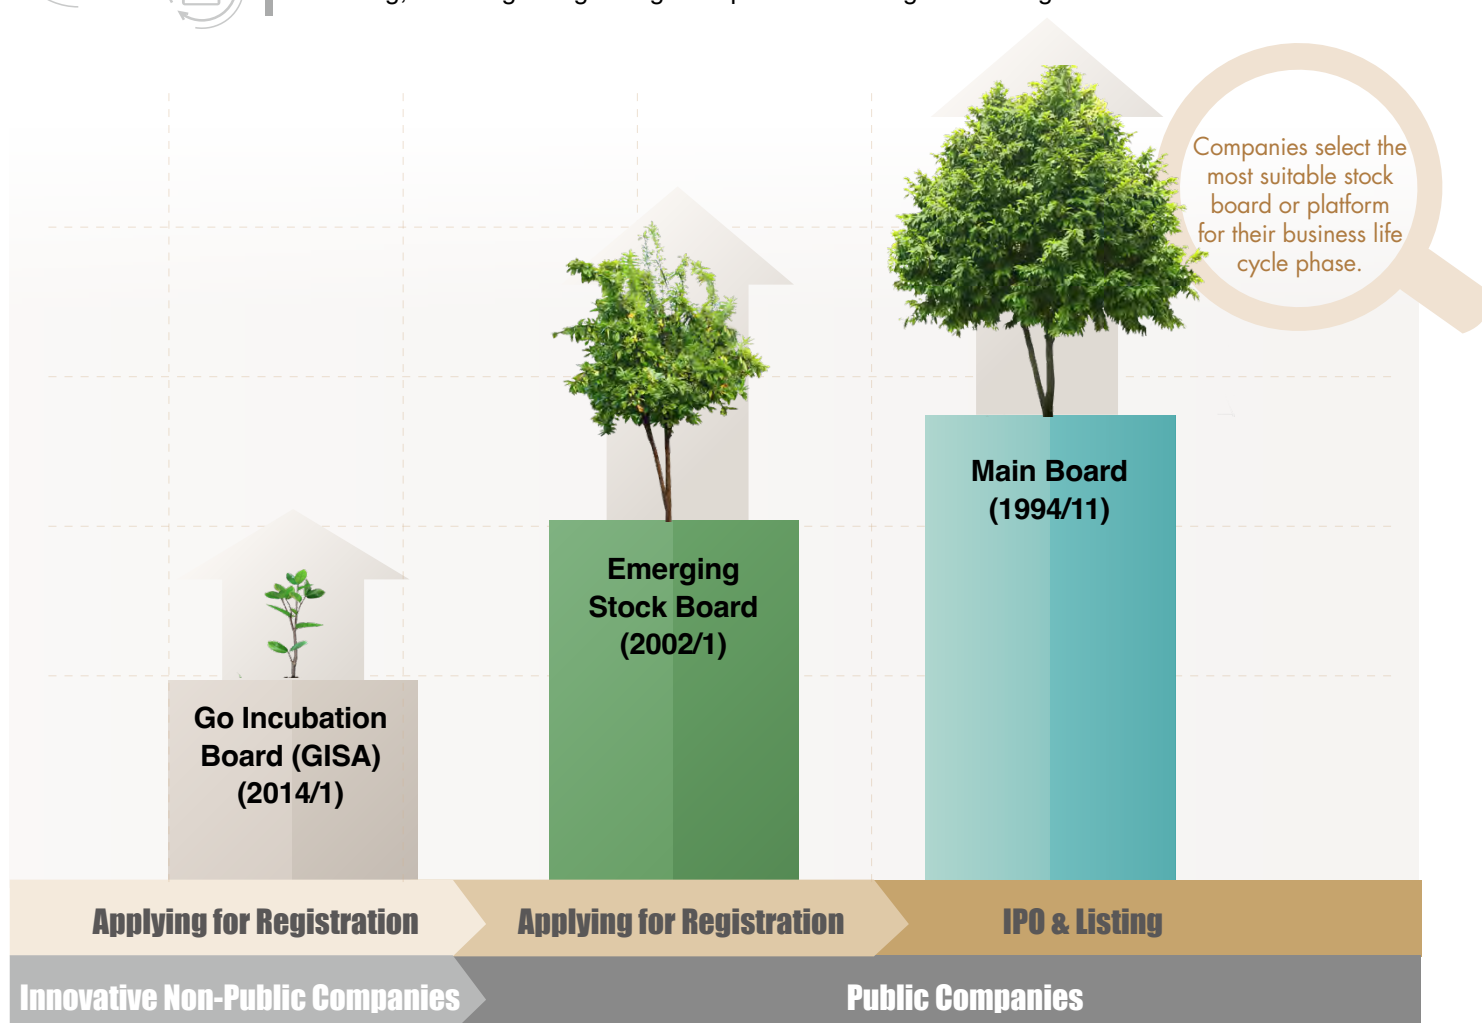 Companies select the
most suitable stock
board or platform
for their business life
cycle phase.
Main Board
(1994/11)
Emerging
Stock Board
(2002/1)
Go Incubation
Board (GISA)
(2014/1)
Applying for Registration
Applying for Registration
IPO & Listing
Innovative Non-Public Companies
Public Companies